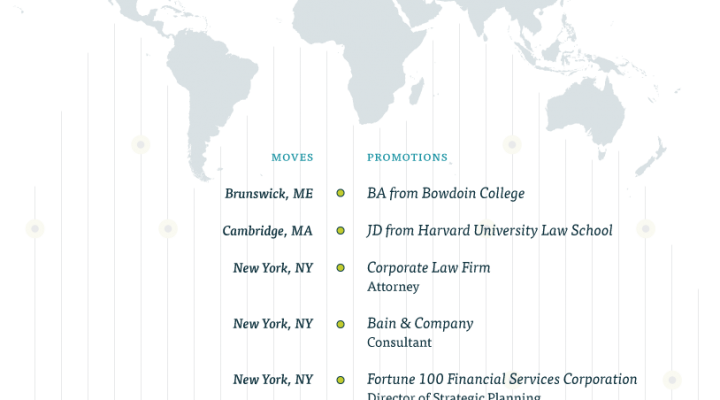 MOVES PROMOTIONS
Brunswick, ME BA from Bowdoin College
Cambridge, MA JD from Harvard University Law School
New York, NY Corporate Law Firm
Attorney
New York, NY Bain & Company
Consultant
New York, NY Fortune 100 Financial Services Corporation
Director of Strategic Planning